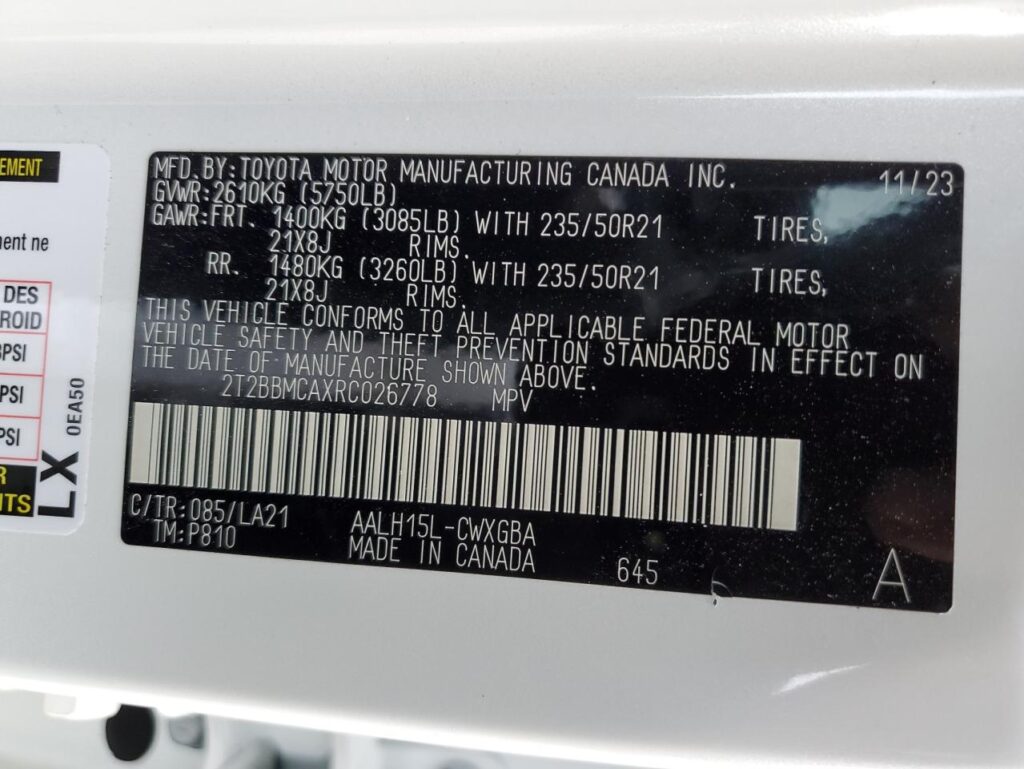 EMENT
ment ne
DES
ROID
PSI
PSI
PSI
LX 0EA50
MFD. BY: TOYOTA MOTOR MANUFACTURING CANADA INC. 11/23
GVWR: 2610KG (5750LB)
GAWR: FRT. 1400KG (3085LB) WITH 235/50R21 TIRES,
21X8J RIMS.
RR. 1480KG (3260LB) WITH 235/50R21 TIRES,
21X8J RIMS.
THIS VEHICLE CONFORMS TO ALL APPLICABLE FEDERAL MOTOR
VEHICLE SAFETY AND THEFT PREVENTION STANDARDS IN EFFECT ON
THE DATE OF MANUFACTURE SHOWN ABOVE.
2T2BBMCAXRC026778 MPV
C/TR: 085/LA21 AALH15L-CWXGBA
TM: P810 MADE IN CANADA 645 A